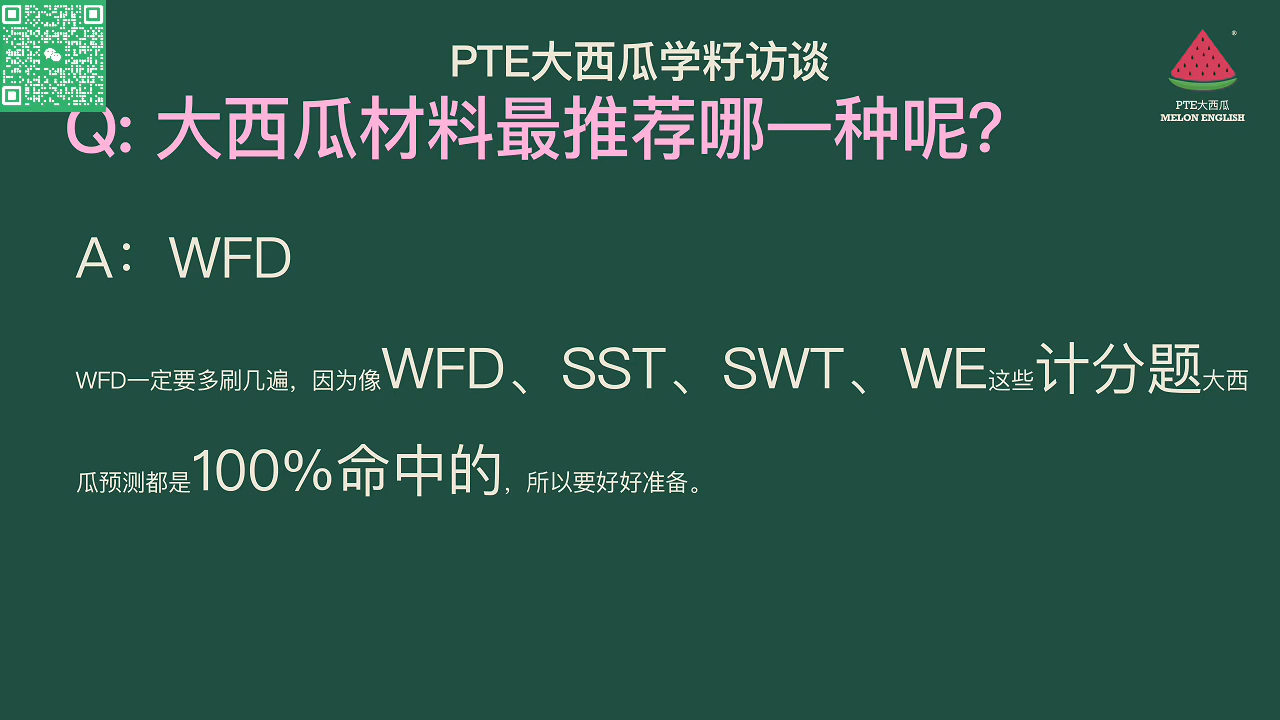 PTE大西瓜学籽访谈
®
PTE大西瓜
MELON ENGLISH
Q: 大西瓜材料最推荐哪一种呢?
A：WFD
WFD一定要多刷几遍，因为像WFD、SST、SWT、WE这些计分题大西
瓜预测都是100%命中的，所以要好好准备。